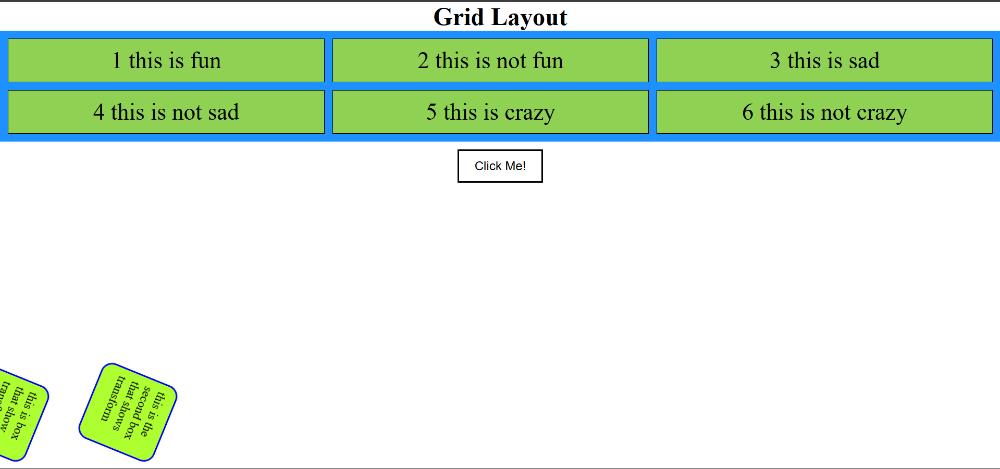 Grid Layout
1 this is fun
2 this is not fun
3 this is sad
4 this is not sad
5 this is crazy
6 this is not crazy
Click Me!
this is box
that show
this is the
second box
that shows
transform